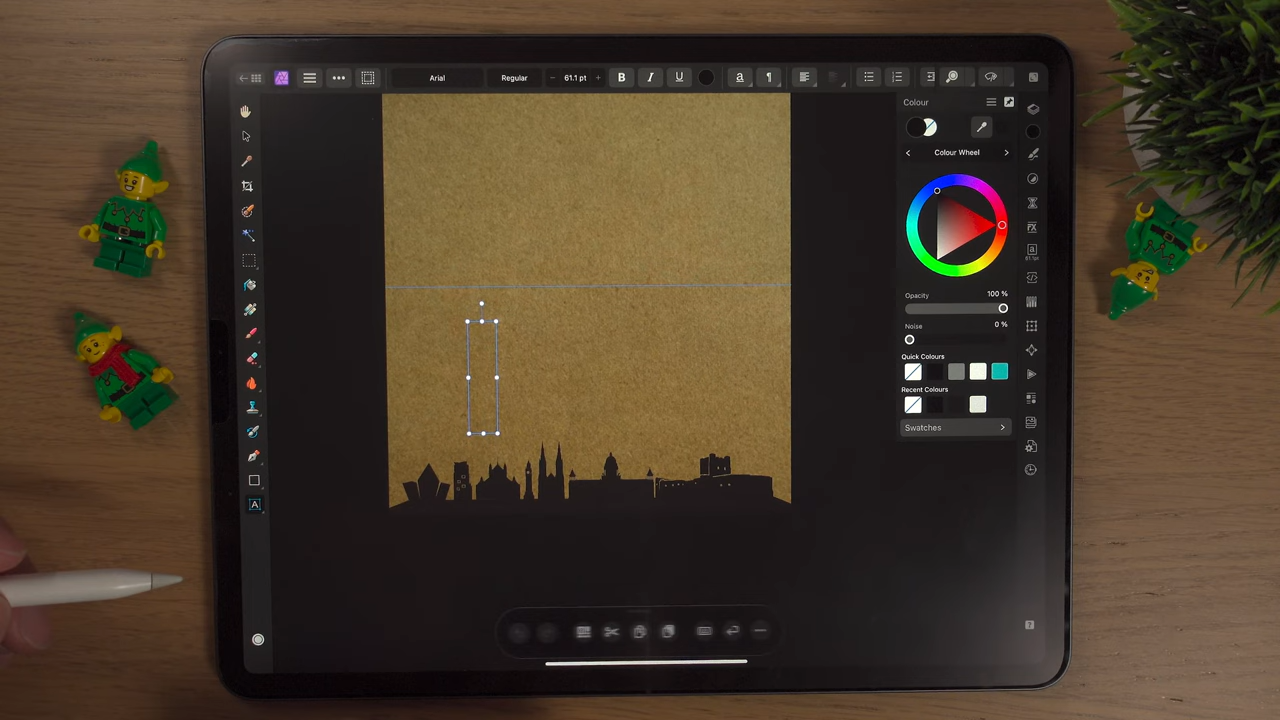 Arial
Regular
61.1 pt
B
I
U
a
¶
Colour
Colour Wheel
Opacity
100 %
Noise
0 %
Quick Colours
Recent Colours
Swatches
A
?